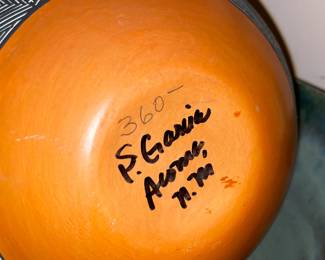 360-
S. Garcia
Acoma,
N.M